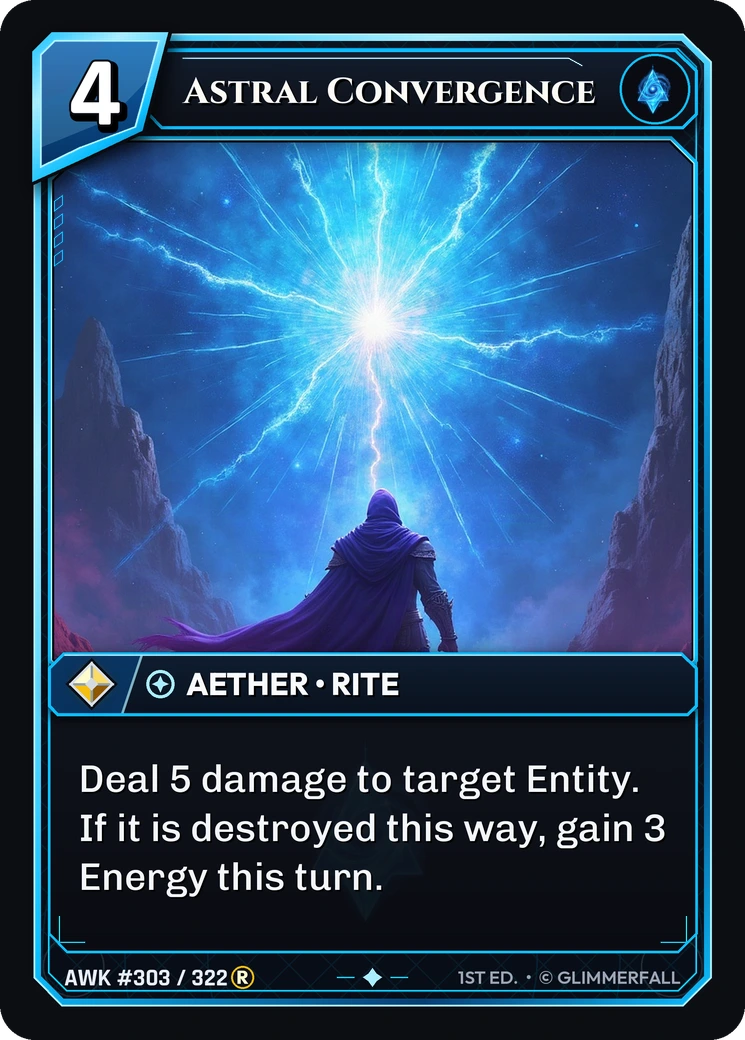 4
ASTRAL CONVERGENCE
AETHER • RITE
Deal 5 damage to target Entity.
If it is destroyed this way, gain 3
Energy this turn.
AWK #303 / 322 R
1ST ED. • © GLIMMERFALL